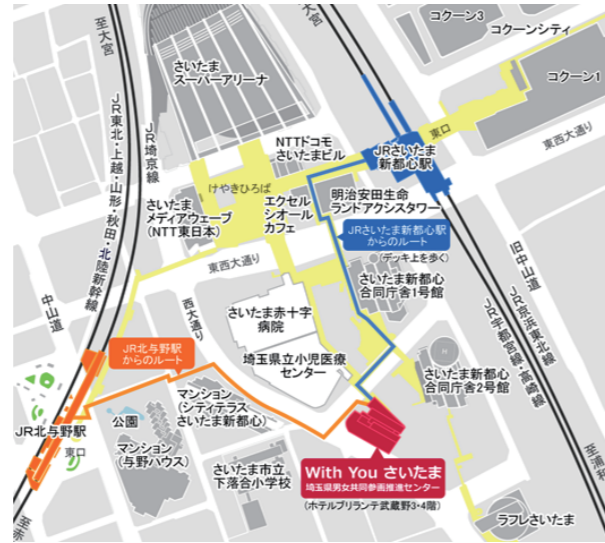 至大宮
至大宮
コクーン3
コクーンシティ
コクーン1
さいたま
スーパーアリーナ
JR東北・上越・山形・秋田・北陸新幹線
JR埼京線
NTTドコモ
さいたまビル
JRさいたま
新都心駅
東口
東西大通り
けやきひろば
さいたま
メディアウェーブ
(NTT東日本)
エクセル
シオール
カフェ
明治安田生命
ランドアクシスタワー
JRさいたま新都心駅
からのルート
(デッキ上を歩く)
東西大通り
旧中山道
中山道
西大通り
さいたま赤十字
病院
さいたま新都心
合同庁舎1号館
JR京浜東北線
JR宇都宮線・高崎線
JR北与野駅
からのルート
埼玉県立小児医療
センター
H
さいたま新都心
合同庁舎2号館
マンション
(シティテラス
さいたま新都心)
公園
JR北与野駅
東口
マンション
(与野ハウス)
さいたま市立
下落合小学校
With You さいたま
埼玉県男女共同参画推進センター
(ホテルブリランテ武蔵野3・4階)
ラフレさいたま
至浦和
至赤